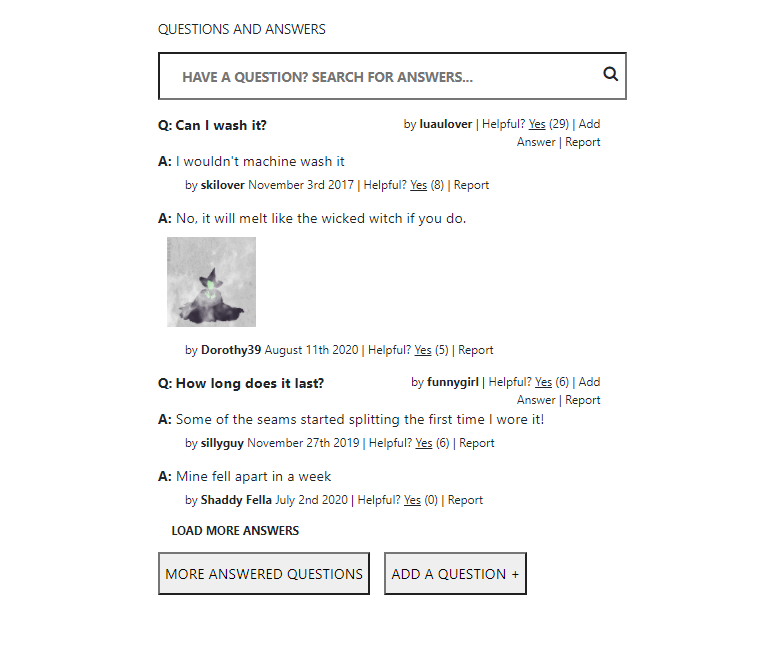 QUESTIONS AND ANSWERS
HAVE A QUESTION? SEARCH FOR ANSWERS...
Q: Can I wash it? by luaulover | Helpful? Yes (29) | Add
Answer | Report
A: I wouldn't machine wash it
by skilover November 3rd 2017 | Helpful? Yes (8) | Report
A: No, it will melt like the wicked witch if you do.
by Dorothy39 August 11th 2020 | Helpful? Yes (5) | Report
Q: How long does it last? by funnygirl | Helpful? Yes (6) | Add
Answer | Report
A: Some of the seams started splitting the first time I wore it!
by sillyguy November 27th 2019 | Helpful? Yes (6) | Report
A: Mine fell apart in a week
by Shaddy Fella July 2nd 2020 | Helpful? Yes (0) | Report
LOAD MORE ANSWERS
MORE ANSWERED QUESTIONS ADD A QUESTION +